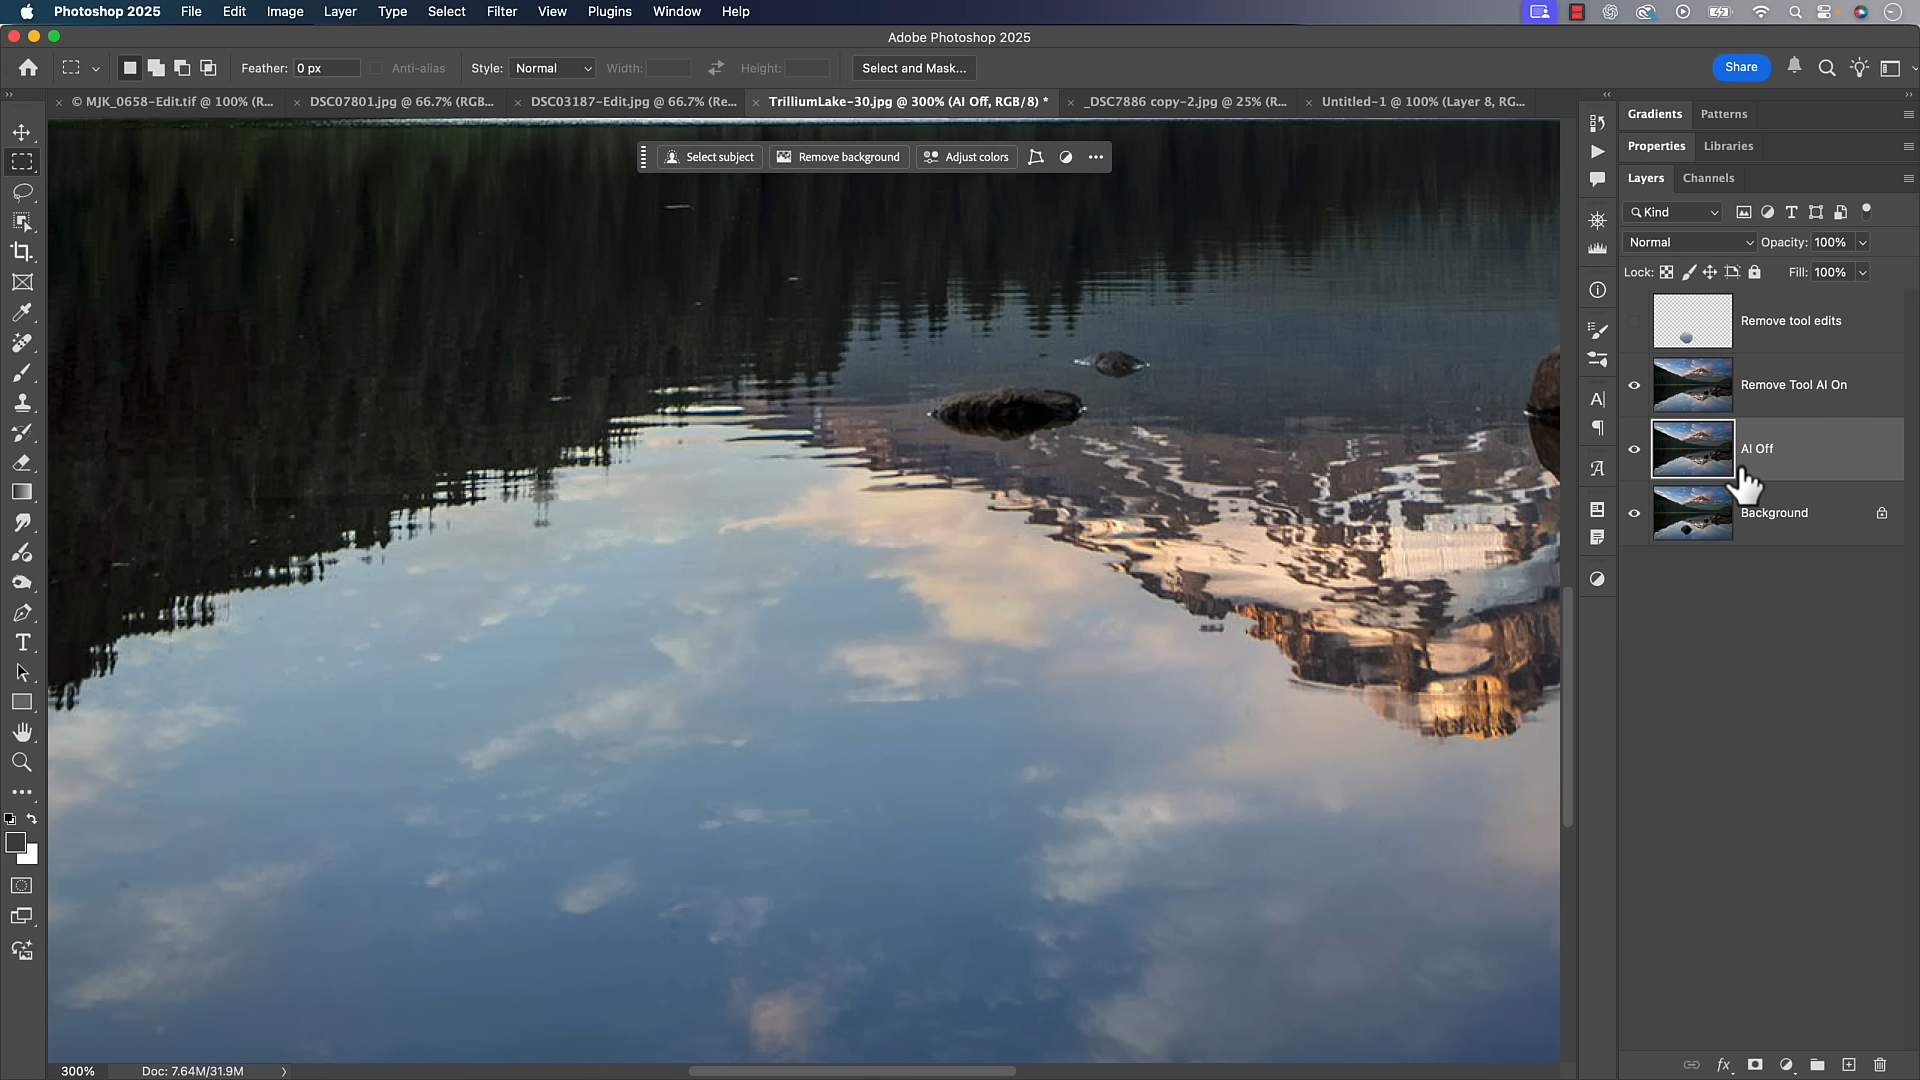 Photoshop 2025 File Edit Image Layer Type Select Filter View Plugins Window Help
Adobe Photoshop 2025
Feather: 0 px Anti-alias Style: Normal Width: Height: Select and Mask... Share
© MJK_0658-Edit.tif @ 100% (R... DSC07801.jpg @ 66.7% (RGB... DSC03187-Edit.jpg @ 66.7% (Re... TrilliumLake-30.jpg @ 300% (AI Off, RGB/8) * _DSC7886 copy-2.jpg @ 25% (R... Untitled-1 @ 100% (Layer 8, RG...
Gradients Patterns
Select subject Remove background Adjust colors
Properties Libraries
Layers Channels
Kind
Normal Opacity: 100%
Lock: Fill: 100%
Remove tool edits
Remove Tool AI On
AI Off
Background
300% Doc: 7.64M/31.9M